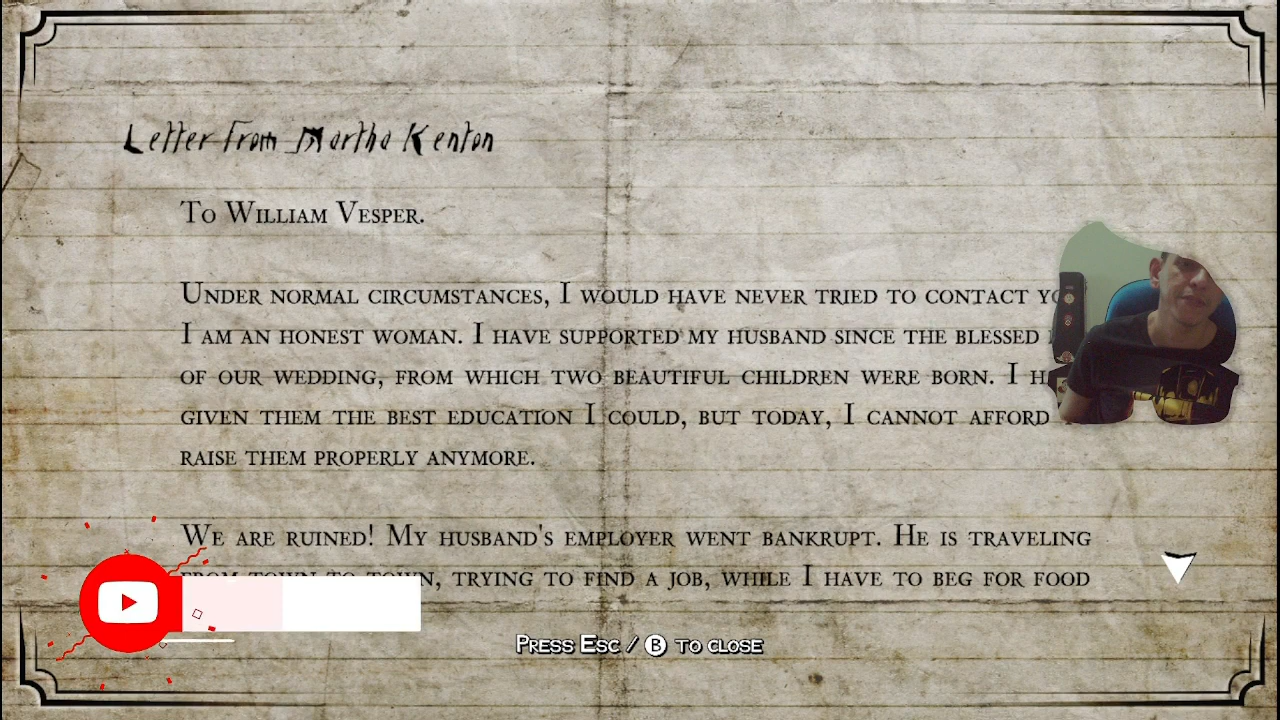 Letter from Martha Kenton
To William Vesper.
Under normal circumstances, I would have never tried to contact
I am an honest woman. I have supported my husband since the blessed
of our wedding, from which two beautiful children were born. I
given them the best education I could, but today, I cannot afford
raise them properly anymore.
We are ruined! My husband's employer went bankrupt. He is traveling
from town to town, trying to find a job, while I have to beg for food
Press Esc / B to close